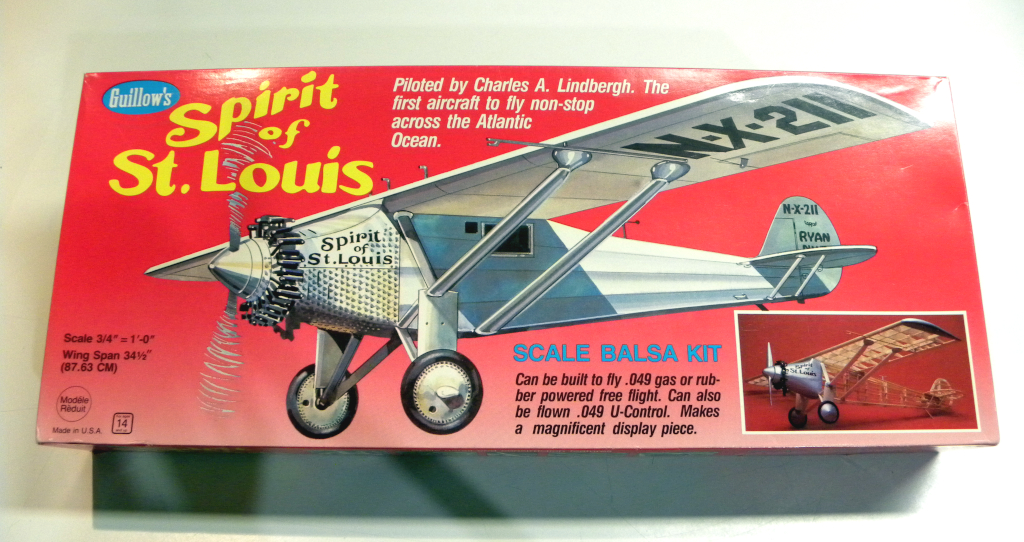 Guillow's
Spirit
of
St. Louis
Piloted by Charles A. Lindbergh. The
first aircraft to fly non-stop
across the Atlantic
Ocean.
N-X-211
N-X-211
RYAN
Spirit
of
St. Louis
Scale 3/4" = 1'-0"
Wing Span 34½"
(87.63 CM)
Modèle
Réduit
Made in U.S.A.
14
SCALE BALSA KIT
Can be built to fly .049 gas or rub-
ber powered free flight. Can also
be flown .049 U-Control. Makes
a magnificent display piece.
St. Louis